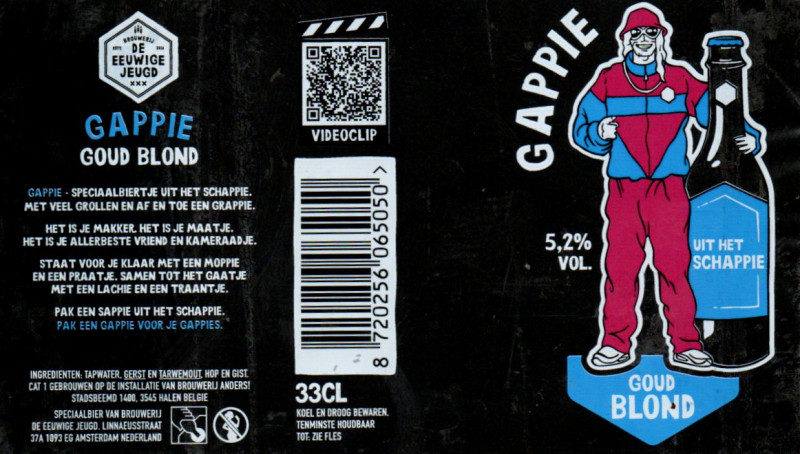 BROUWERIJ
DE
EEUWIGE
JEUGD
XXX
GAPPIE
GOUD BLOND
GAPPIE - SPECIAALBIERTJE UIT HET SCHAPPIE.
MET VEEL GROLLEN EN AF EN TOE EEN GRAPPIE.
HET IS JE MAKKER. HET IS JE MAATJE.
HET IS JE ALLERBESTE VRIEND EN KAMERAADJE.
STAAT VOOR JE KLAAR MET EEN MOPPIE
EN EEN PRAATJE. SAMEN TOT HET GAATJE
MET EEN LACHIE EN EEN TRAANTJE.
PAK EEN SAPPIE UIT HET SCHAPPIE.
PAK EEN GAPPIE VOOR JE GAPPIES.
INGREDIENTEN: TAPWATER, GERST EN TARWEMOUT, HOP EN GIST.
CAT 1 GEBROUWEN OP DE INSTALLATIE VAN BROUWERIJ ANDERS!
STADSBEEMD 1400, 3545 HALEN BELGIE
SPECIAALBIER VAN BROUWERIJ
DE EEUWIGE JEUGD. LINNAEUSSTRAAT
37A 1093 EG AMSTERDAM NEDERLAND
VIDEOCLIP
8 720256 065050 >
33CL
KOEL EN DROOG BEWAREN.
TENMINSTE HOUDBAAR
TOT: ZIE FLES
GAPPIE
5,2%
VOL.
UIT HET
SCHAPPIE
GOUD
BLOND